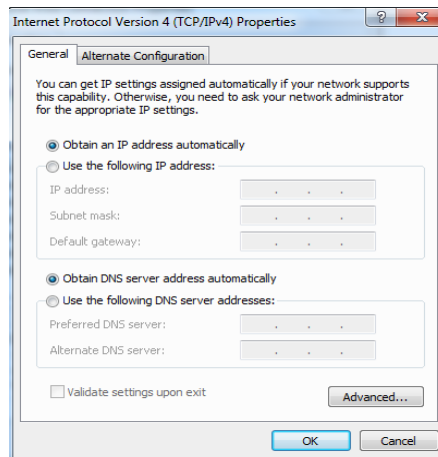 Internet Protocol Version 4 (TCP/IPv4) Properties
General Alternate Configuration
You can get IP settings assigned automatically if your network supports
this capability. Otherwise, you need to ask your network administrator
for the appropriate IP settings.
Obtain an IP address automatically
Use the following IP address:
IP address:
Subnet mask:
Default gateway:
Obtain DNS server address automatically
Use the following DNS server addresses:
Preferred DNS server:
Alternate DNS server:
Validate settings upon exit
Advanced...
OK Cancel